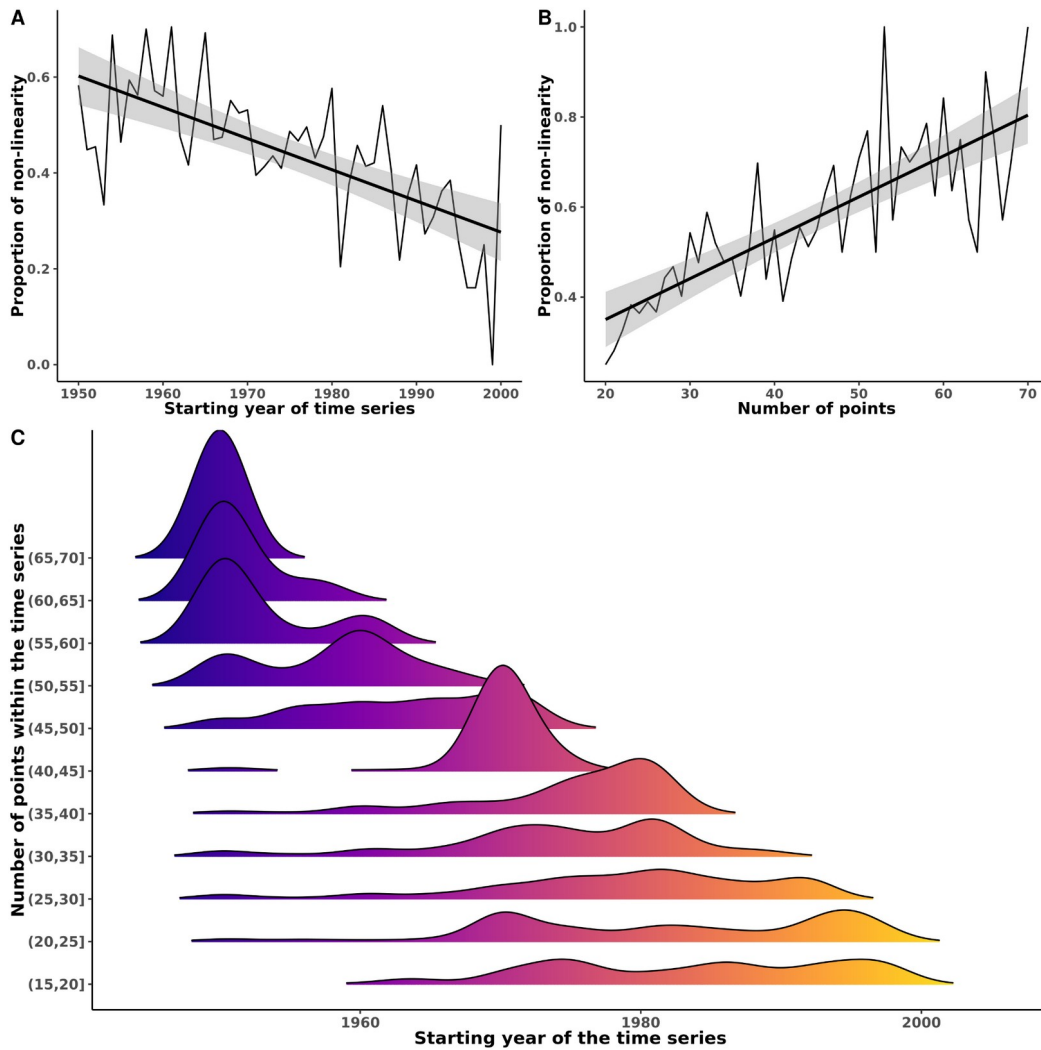 A
Proportion of non-linearity
0.6
0.4
0.2
0.0
1950 1960 1970 1980 1990 2000
Starting year of time series
B
Proportion of non-linearity
1.0
0.8
0.6
0.4
20 30 40 50 60 70
Number of points
C
Number of points within the time series
(65,70]
(60,65]
(55,60]
(50,55]
(45,50]
(40,45]
(35,40]
(30,35]
(25,30]
(20,25]
(15,20]
1960 1980 2000
Starting year of the time series